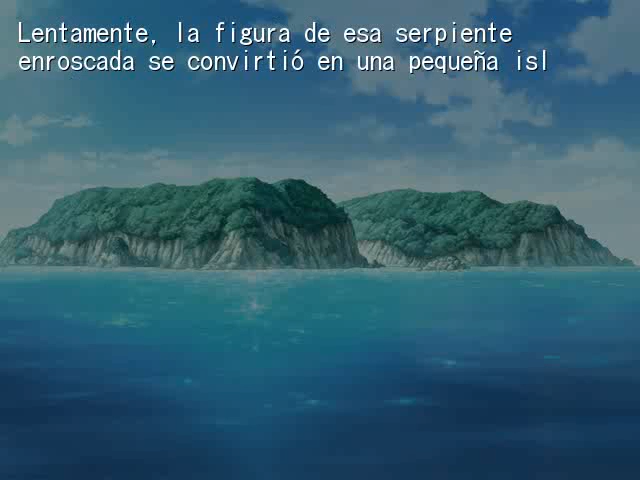 Lentamente, la figura de esa serpiente
enroscada se convirtió en una pequeña isl